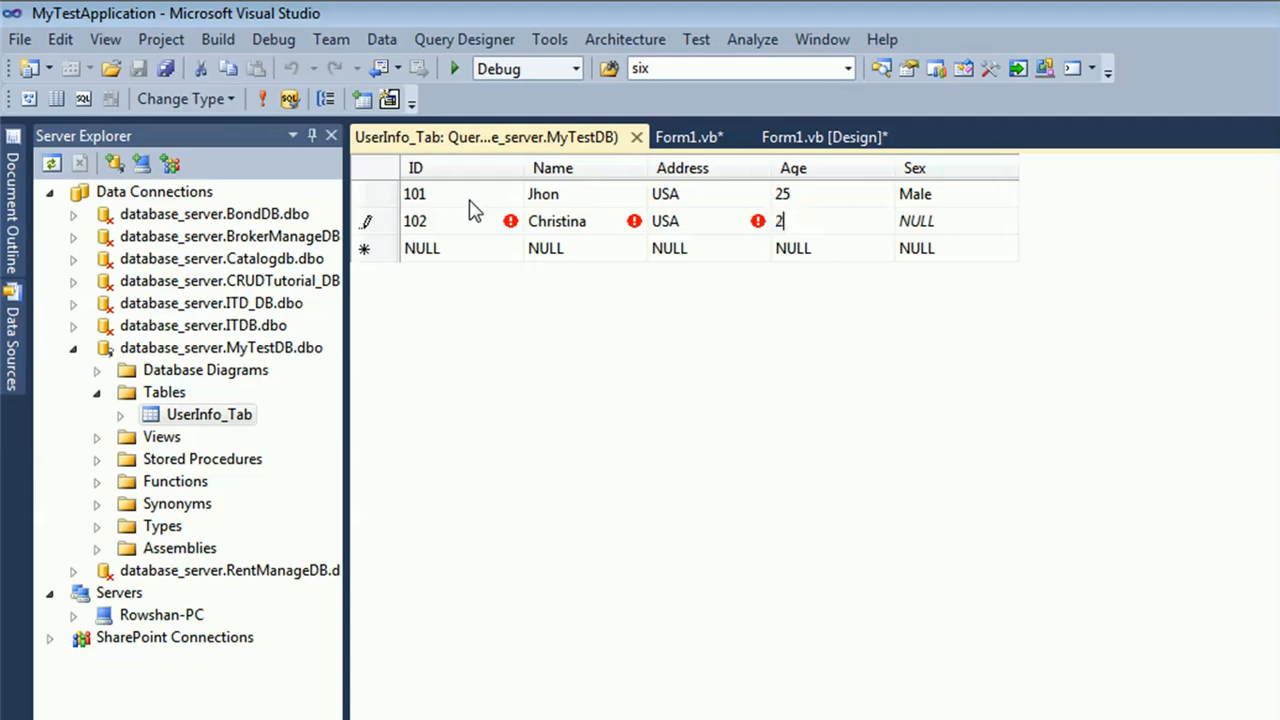 MyTestApplication - Microsoft Visual Studio
File Edit View Project Build Debug Team Data Query Designer Tools Architecture Test Analyze Window Help
Debug six
Change Type
Document Outline
Data Sources
Server Explorer
Data Connections
database_server.BondDB.dbo
database_server.BrokerManageDB
database_server.Catalogdb.dbo
database_server.CRUDTutorial_DB
database_server.ITD_DB.dbo
database_server.ITDB.dbo
database_server.MyTestDB.dbo
Database Diagrams
Tables
UserInfo_Tab
Views
Stored Procedures
Functions
Synonyms
Types
Assemblies
database_server.RentManageDB.d
Servers
Rowshan-PC
SharePoint Connections
UserInfo_Tab: Quer...e_server.MyTestDB) Form1.vb* Form1.vb [Design]*
ID Name Address Age Sex
101 Jhon USA 25 Male
102 Christina USA 2 NULL
NULL NULL NULL NULL NULL